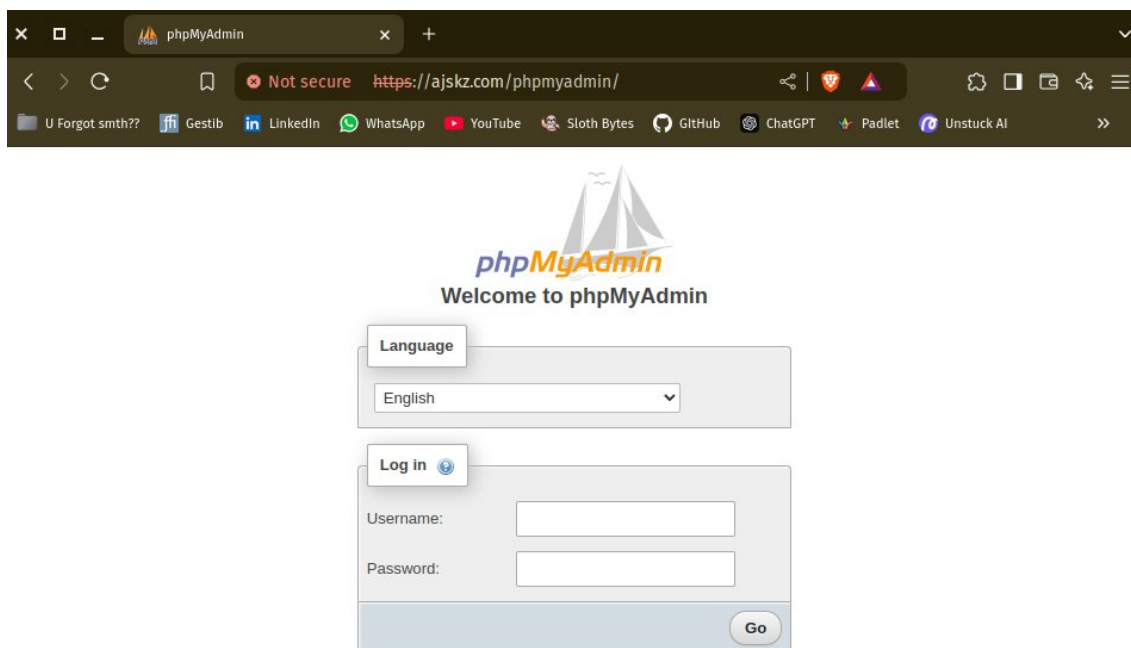 phpMyAdmin
Not secure https://ajskz.com/phpmyadmin/
U Forgot smth?? Gestib LinkedIn WhatsApp YouTube Sloth Bytes GitHub ChatGPT Padlet Unstuck AI »
phpMyAdmin
Welcome to phpMyAdmin
Language
English
Log in
Username:
Password:
Go